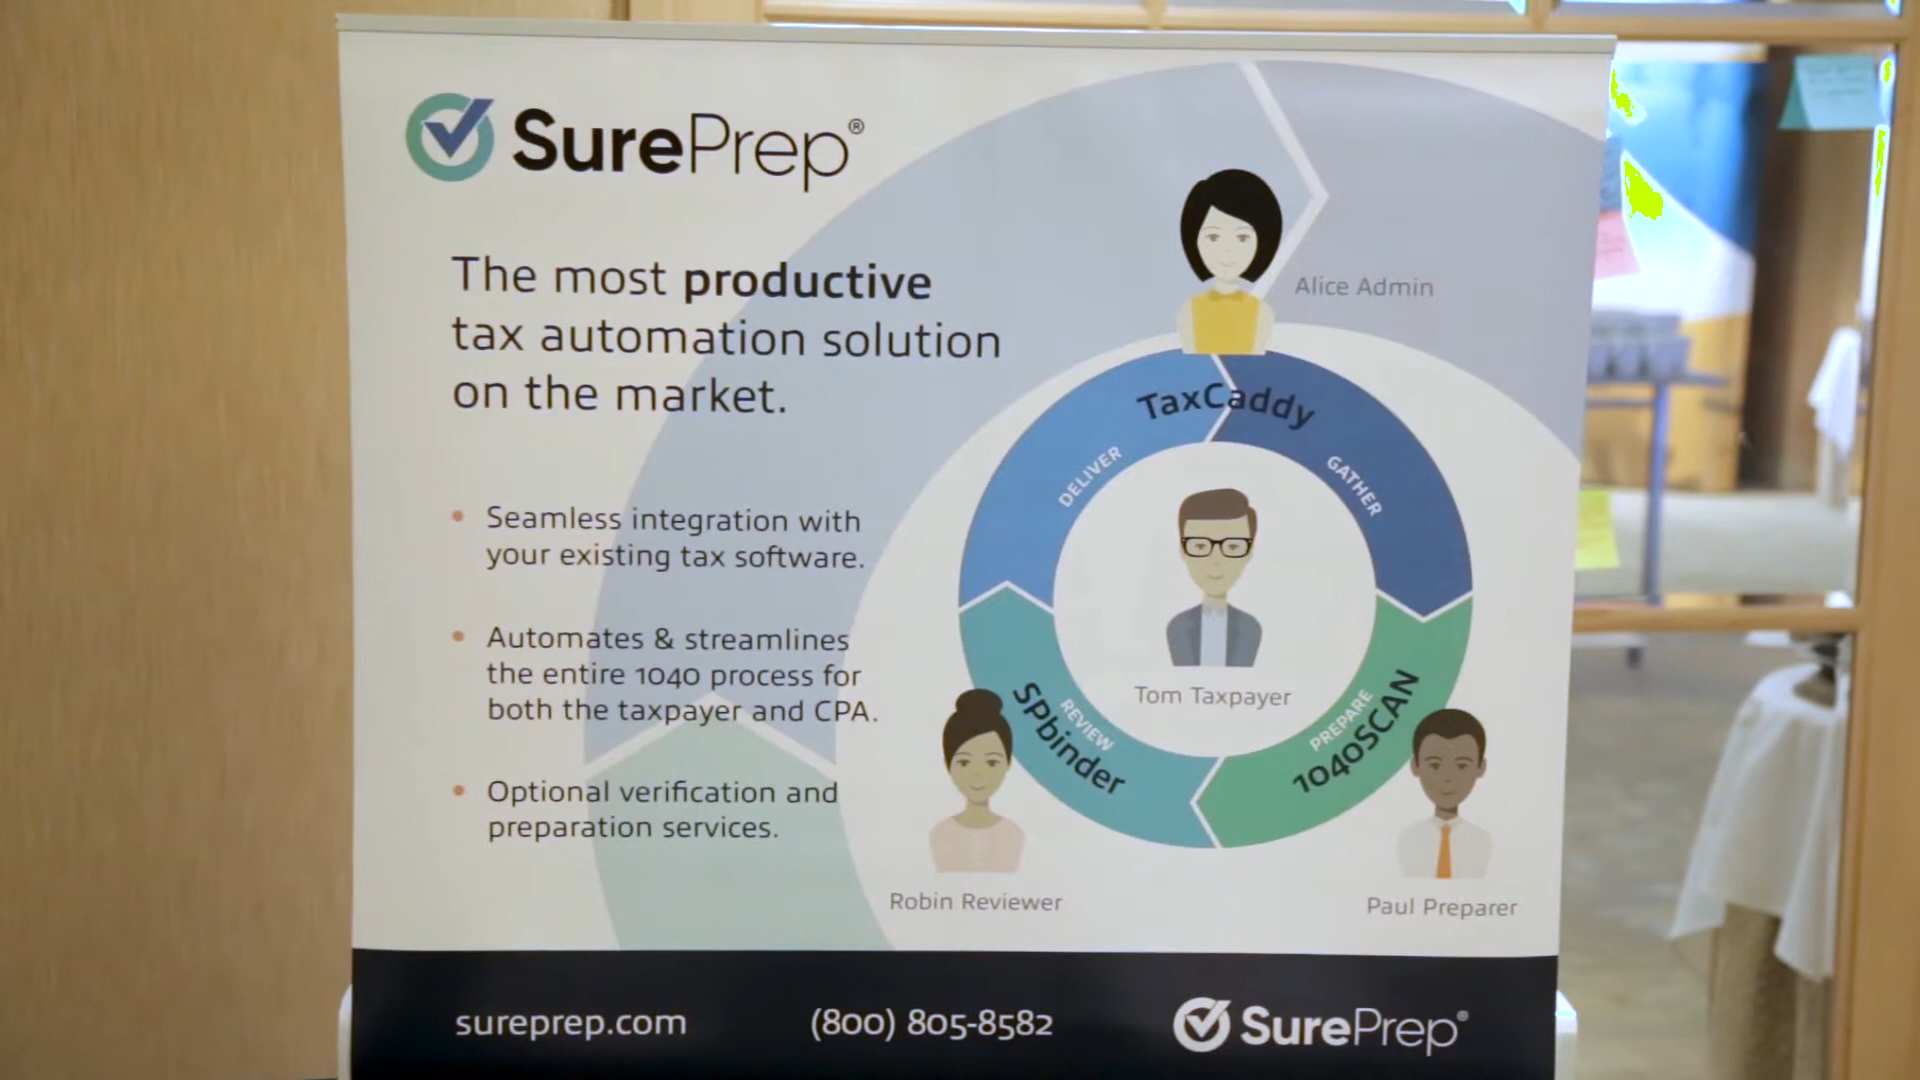 SurePrep®
The most productive
tax automation solution
on the market.
• Seamless integration with
your existing tax software.
• Automates & streamlines
the entire 1040 process for
both the taxpayer and CPA.
• Optional verification and
preparation services.
Alice Admin
TaxCaddy
DELIVER
GATHER
Tom Taxpayer
REVIEW
SPbinder
PREPARE
1040SCAN
Robin Reviewer
Paul Preparer
sureprep.com
(800) 805-8582
SurePrep®